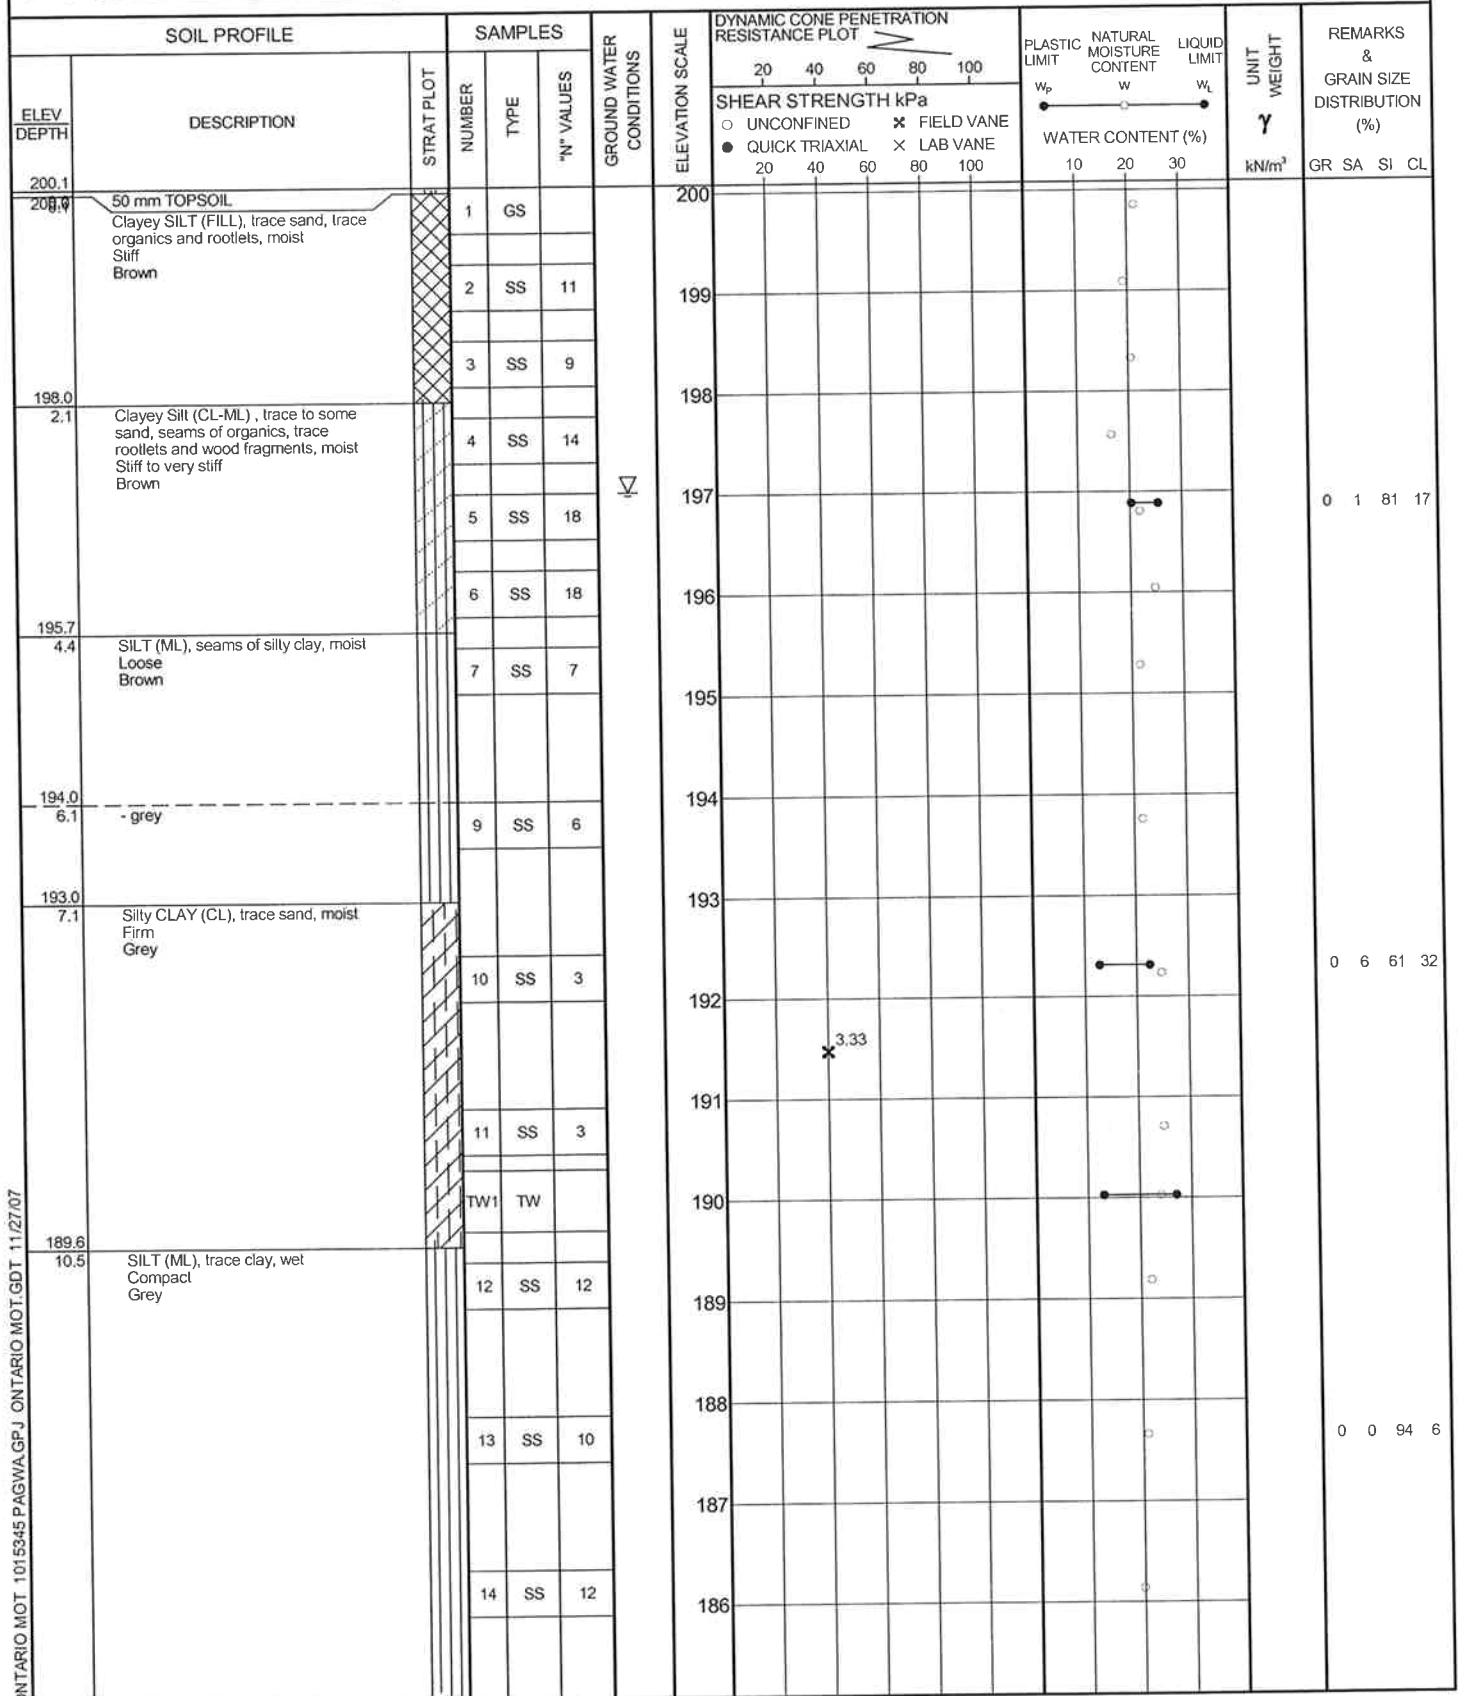 SOIL PROFILE
SAMPLES
GROUND WATER CONDITIONS
ELEVATION SCALE
DYNAMIC CONE PENETRATION
RESISTANCE PLOT
20 40 60 80 100
PLASTIC LIMIT
NATURAL MOISTURE CONTENT
LIQUID LIMIT
UNIT WEIGHT
REMARKS
&
GRAIN SIZE
DISTRIBUTION
(%)
ELEV
DEPTH
DESCRIPTION
STRAT PLOT
NUMBER
TYPE
"N" VALUES
SHEAR STRENGTH kPa
○ UNCONFINED ✖ FIELD VANE
● QUICK TRIAXIAL × LAB VANE
20 40 60 80 100
WP W WL
WATER CONTENT (%)
10 20 30
γ
kN/m³
GR SA SI CL
200.1
50 mm TOPSOIL
Clayey SILT (FILL), trace sand, trace
organics and rootlets, moist
Stiff
Brown
1 GS
200
2 SS 11
199
3 SS 9
198.0
2.1
198
Clayey Silt (CL-ML) , trace to some
sand, seams of organics, trace
rootlets and wood fragments, moist
Stiff to very stiff
Brown
4 SS 14
197
0 1 81 17
5 SS 18
6 SS 18
196
195.7
4.4
SILT (ML), seams of silly clay, moist
Loose
Brown
7 SS 7
195
194.0
6.1
- grey
194
9 SS 6
193.0
7.1
193
Silty CLAY (CL), trace sand, moist
Firm
Grey
10 SS 3
0 6 61 32
192
3.33
191
11 SS 3
TW1 TW
190
189.6
10.5
SILT (ML), trace clay, wet
Compact
Grey
12 SS 12
189
188
13 SS 10
0 0 94 6
187
14 SS 12
186
ONTARIO MOT 1015345 PAGWA.GPJ ONTARIO MOT.GDT 11/27/07